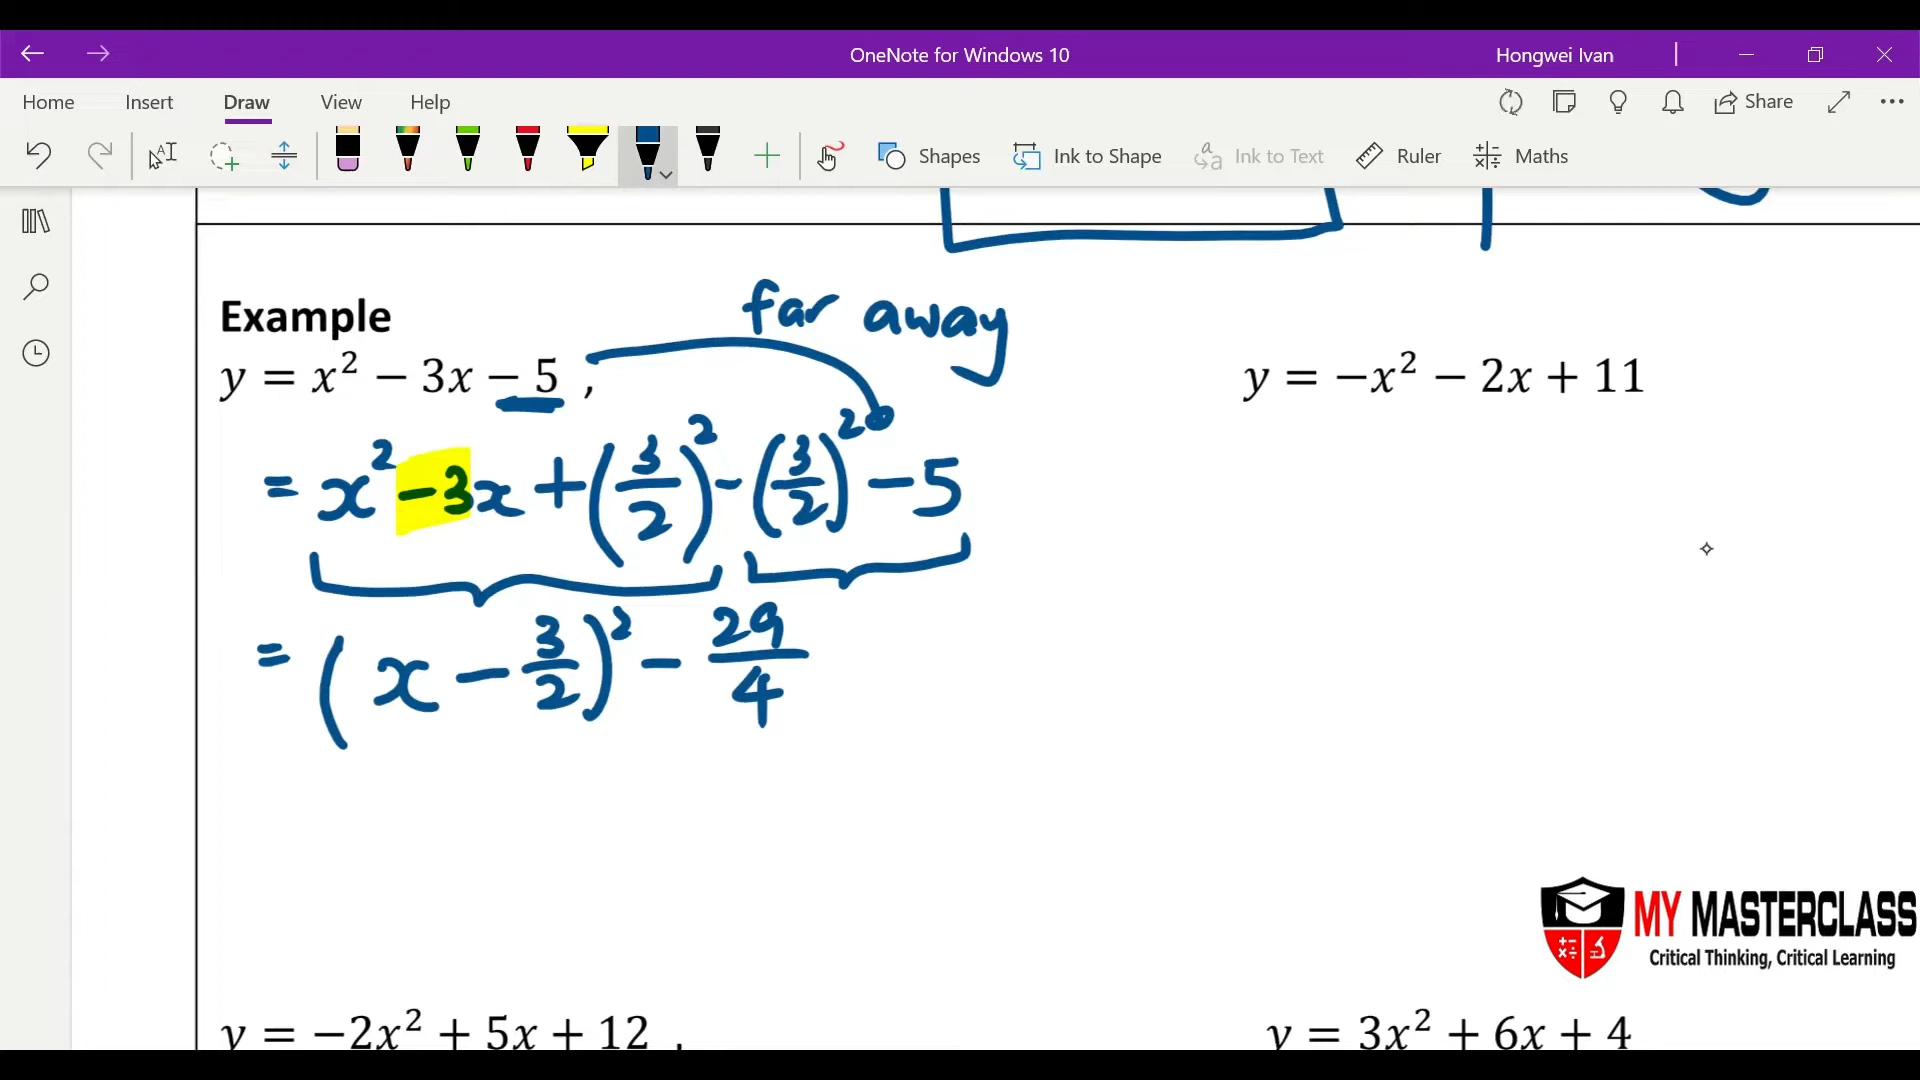 OneNote for Windows 10
Hongwei Ivan
Home Insert Draw View Help
Share
Shapes Ink to Shape Ink to Text Ruler Maths
Example
far away
y = x² − 3x − 5 ,
y = −x² − 2x + 11
= x² − 3x + (3/2)² − (3/2)² − 5
= (x − 3/2)² − 29/4
MY MASTERCLASS
Critical Thinking, Critical Learning
y = −2x² + 5x + 12 ,
y = 3x² + 6x + 4